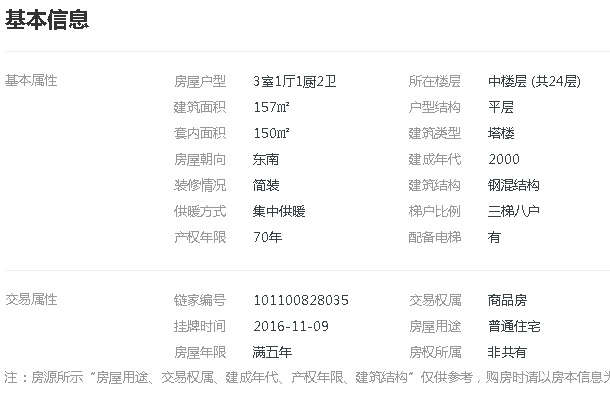 基本信息
基本属性 房屋户型 3室1厅1厨2卫 所在楼层 中楼层 (共24层)
建筑面积 157㎡ 户型结构 平层
套内面积 150㎡ 建筑类型 塔楼
房屋朝向 东南 建成年代 2000
装修情况 简装 建筑结构 钢混结构
供暖方式 集中供暖 梯户比例 三梯八户
产权年限 70年 配备电梯 有
交易属性 链家编号 101100828035 交易权属 商品房
挂牌时间 2016-11-09 房屋用途 普通住宅
房屋年限 满五年 房权所属 非共有
注：房源所示“房屋用途、交易权属、建成年代、产权年限、建筑结构”仅供参考，购房时请以房本信息为